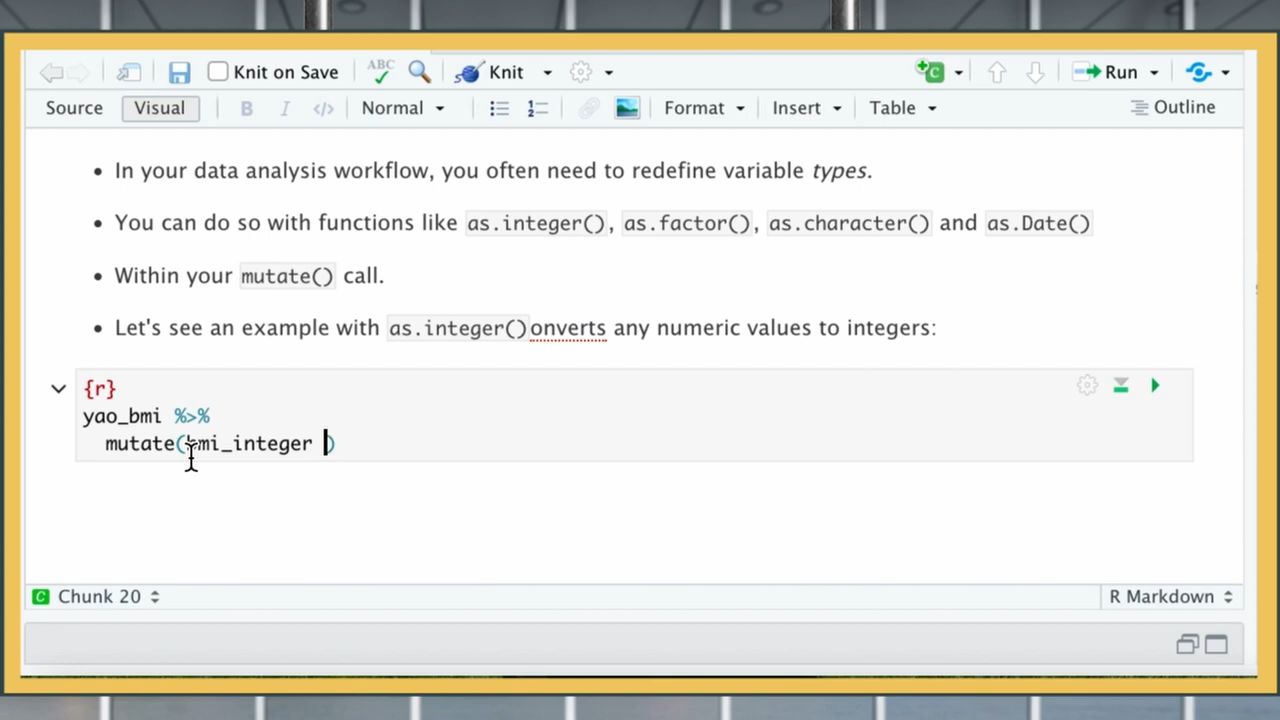 Knit on Save ABC Knit Run
Source Visual B I </> Normal Format Insert Table Outline
• In your data analysis workflow, you often need to redefine variable types.
• You can do so with functions like as.integer(), as.factor(), as.character() and as.Date()
• Within your mutate() call.
• Let's see an example with as.integer()onverts any numeric values to integers:
{r}
yao_bmi %>%
mutate( mi_integer )
C Chunk 20 R Markdown